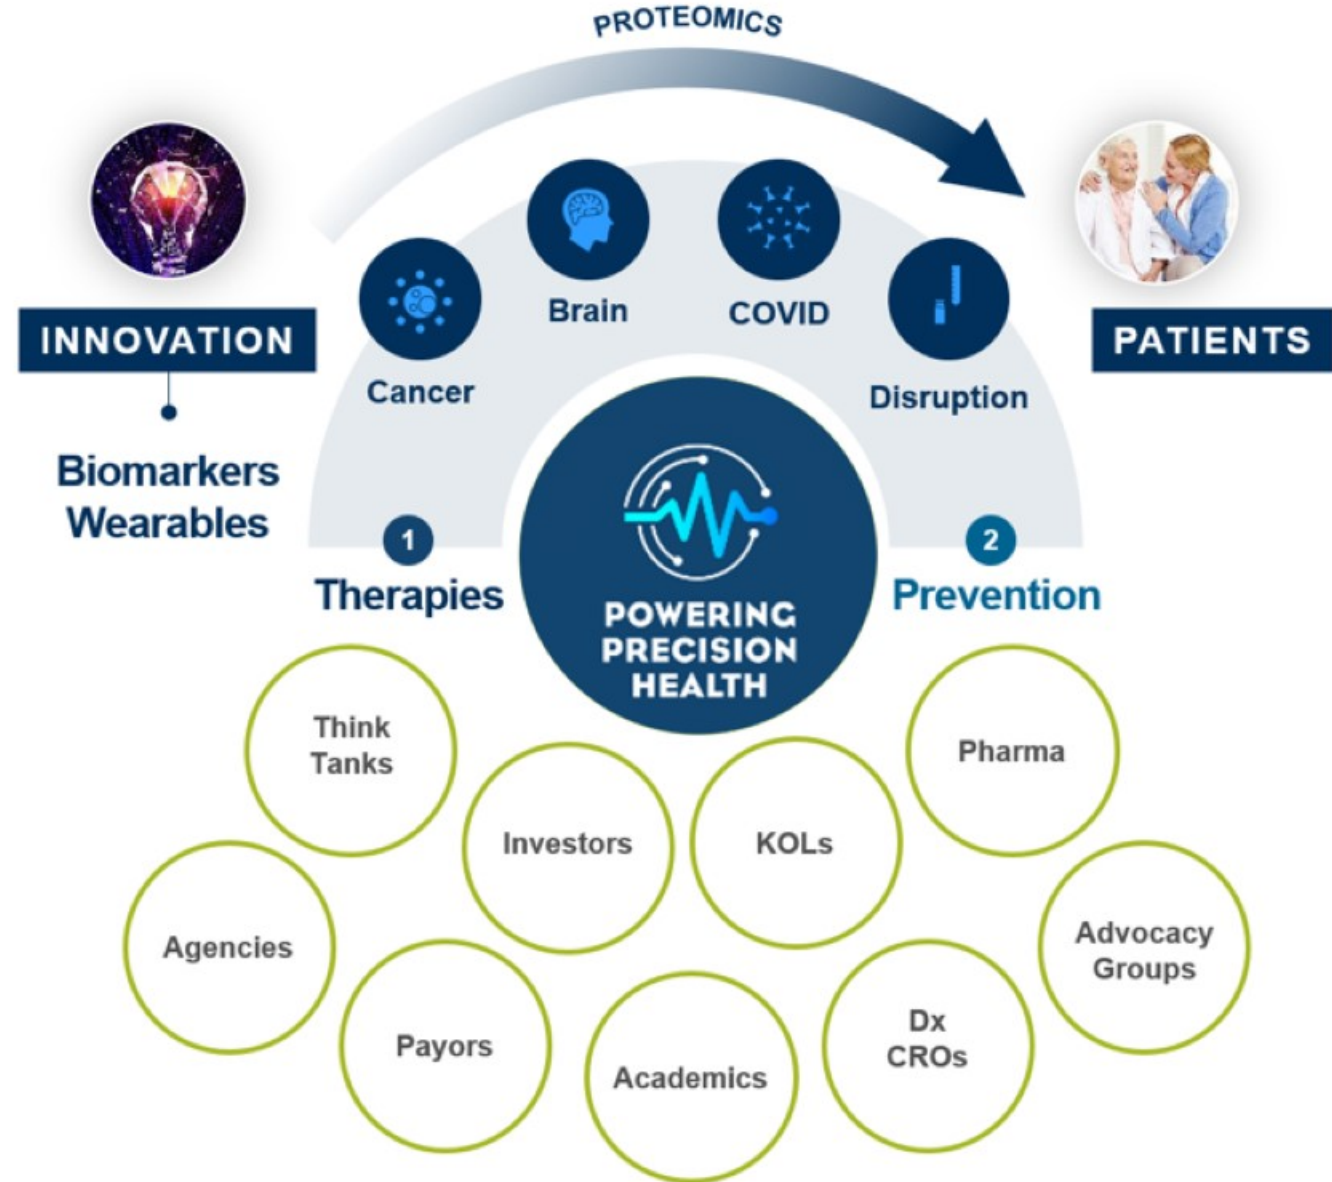 PROTEOMICS
INNOVATION
PATIENTS
Biomarkers
Wearables
Cancer
Brain
COVID
Disruption
1
Therapies
2
Prevention
POWERING
PRECISION
HEALTH
Think
Tanks
Investors
KOLs
Pharma
Agencies
Payors
Academics
Dx
CROs
Advocacy
Groups